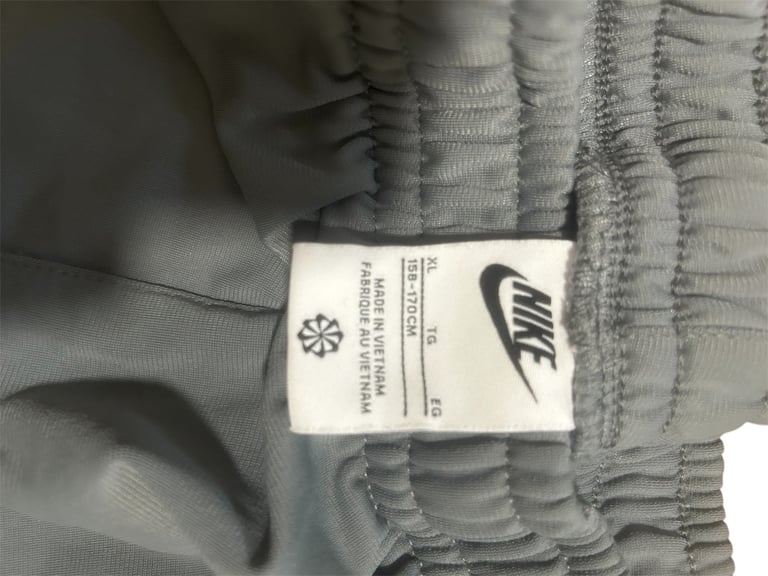 NIKE
XL TG EG
158-170CM
MADE IN VIETNAM
FABRIQUE AU VIETNAM